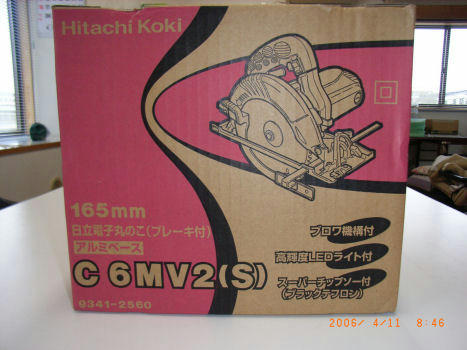 Hitachi Koki
165mm
日立電子丸のこ(ブレーキ付)
アルミベース
C 6MV2(S)
9341-2560
ブロワ機構付
高輝度LEDライト付
スーパーチップソー付
(ブラックテフロン)
2006/ 4/11 8:46